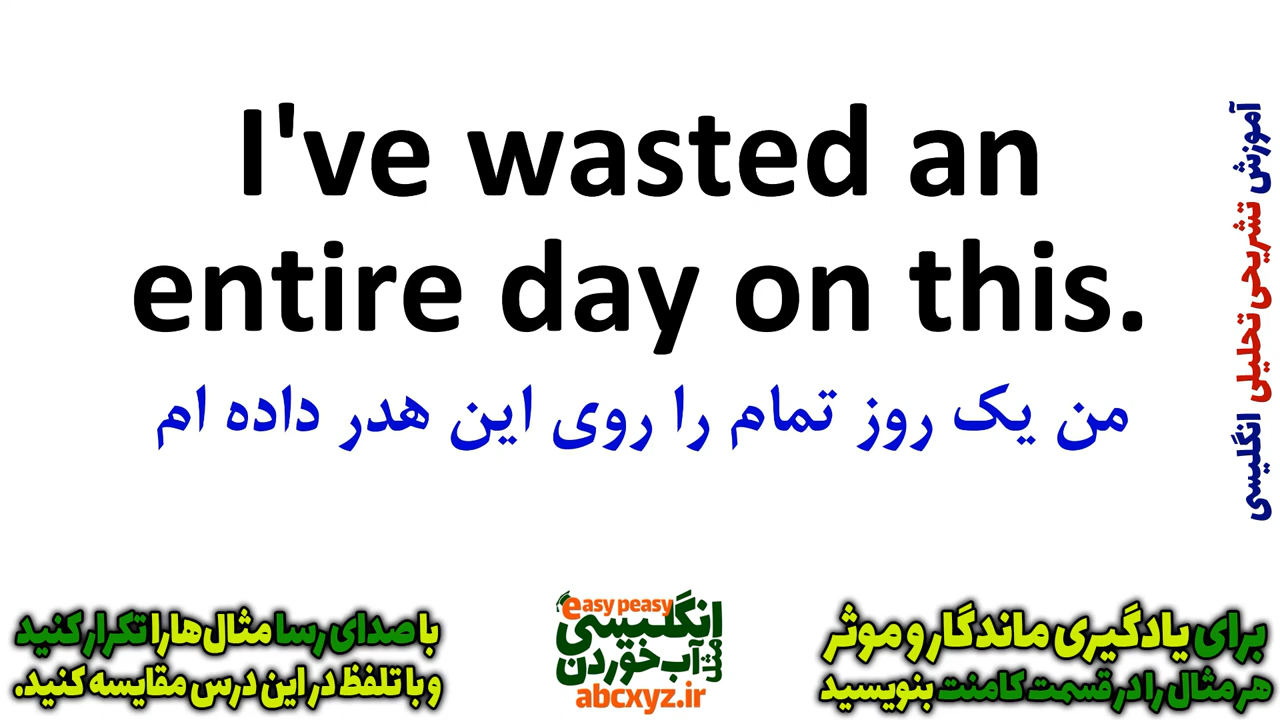 I've wasted an
entire day on this.
من یک روز تمام را روی این هدر داده ام
آموزش تشریحی تحلیلی انگلیسی
برای یادگیری ماندگار و موثر
هر مثال را در قسمت کامنت بنویسید
easy peasy
انگلیسی
مثل
آب خوردن
abcxyz.ir
با صدای رسا مثال‌ها را تکرار کنید
و با تلفظ در این درس مقایسه کنید.